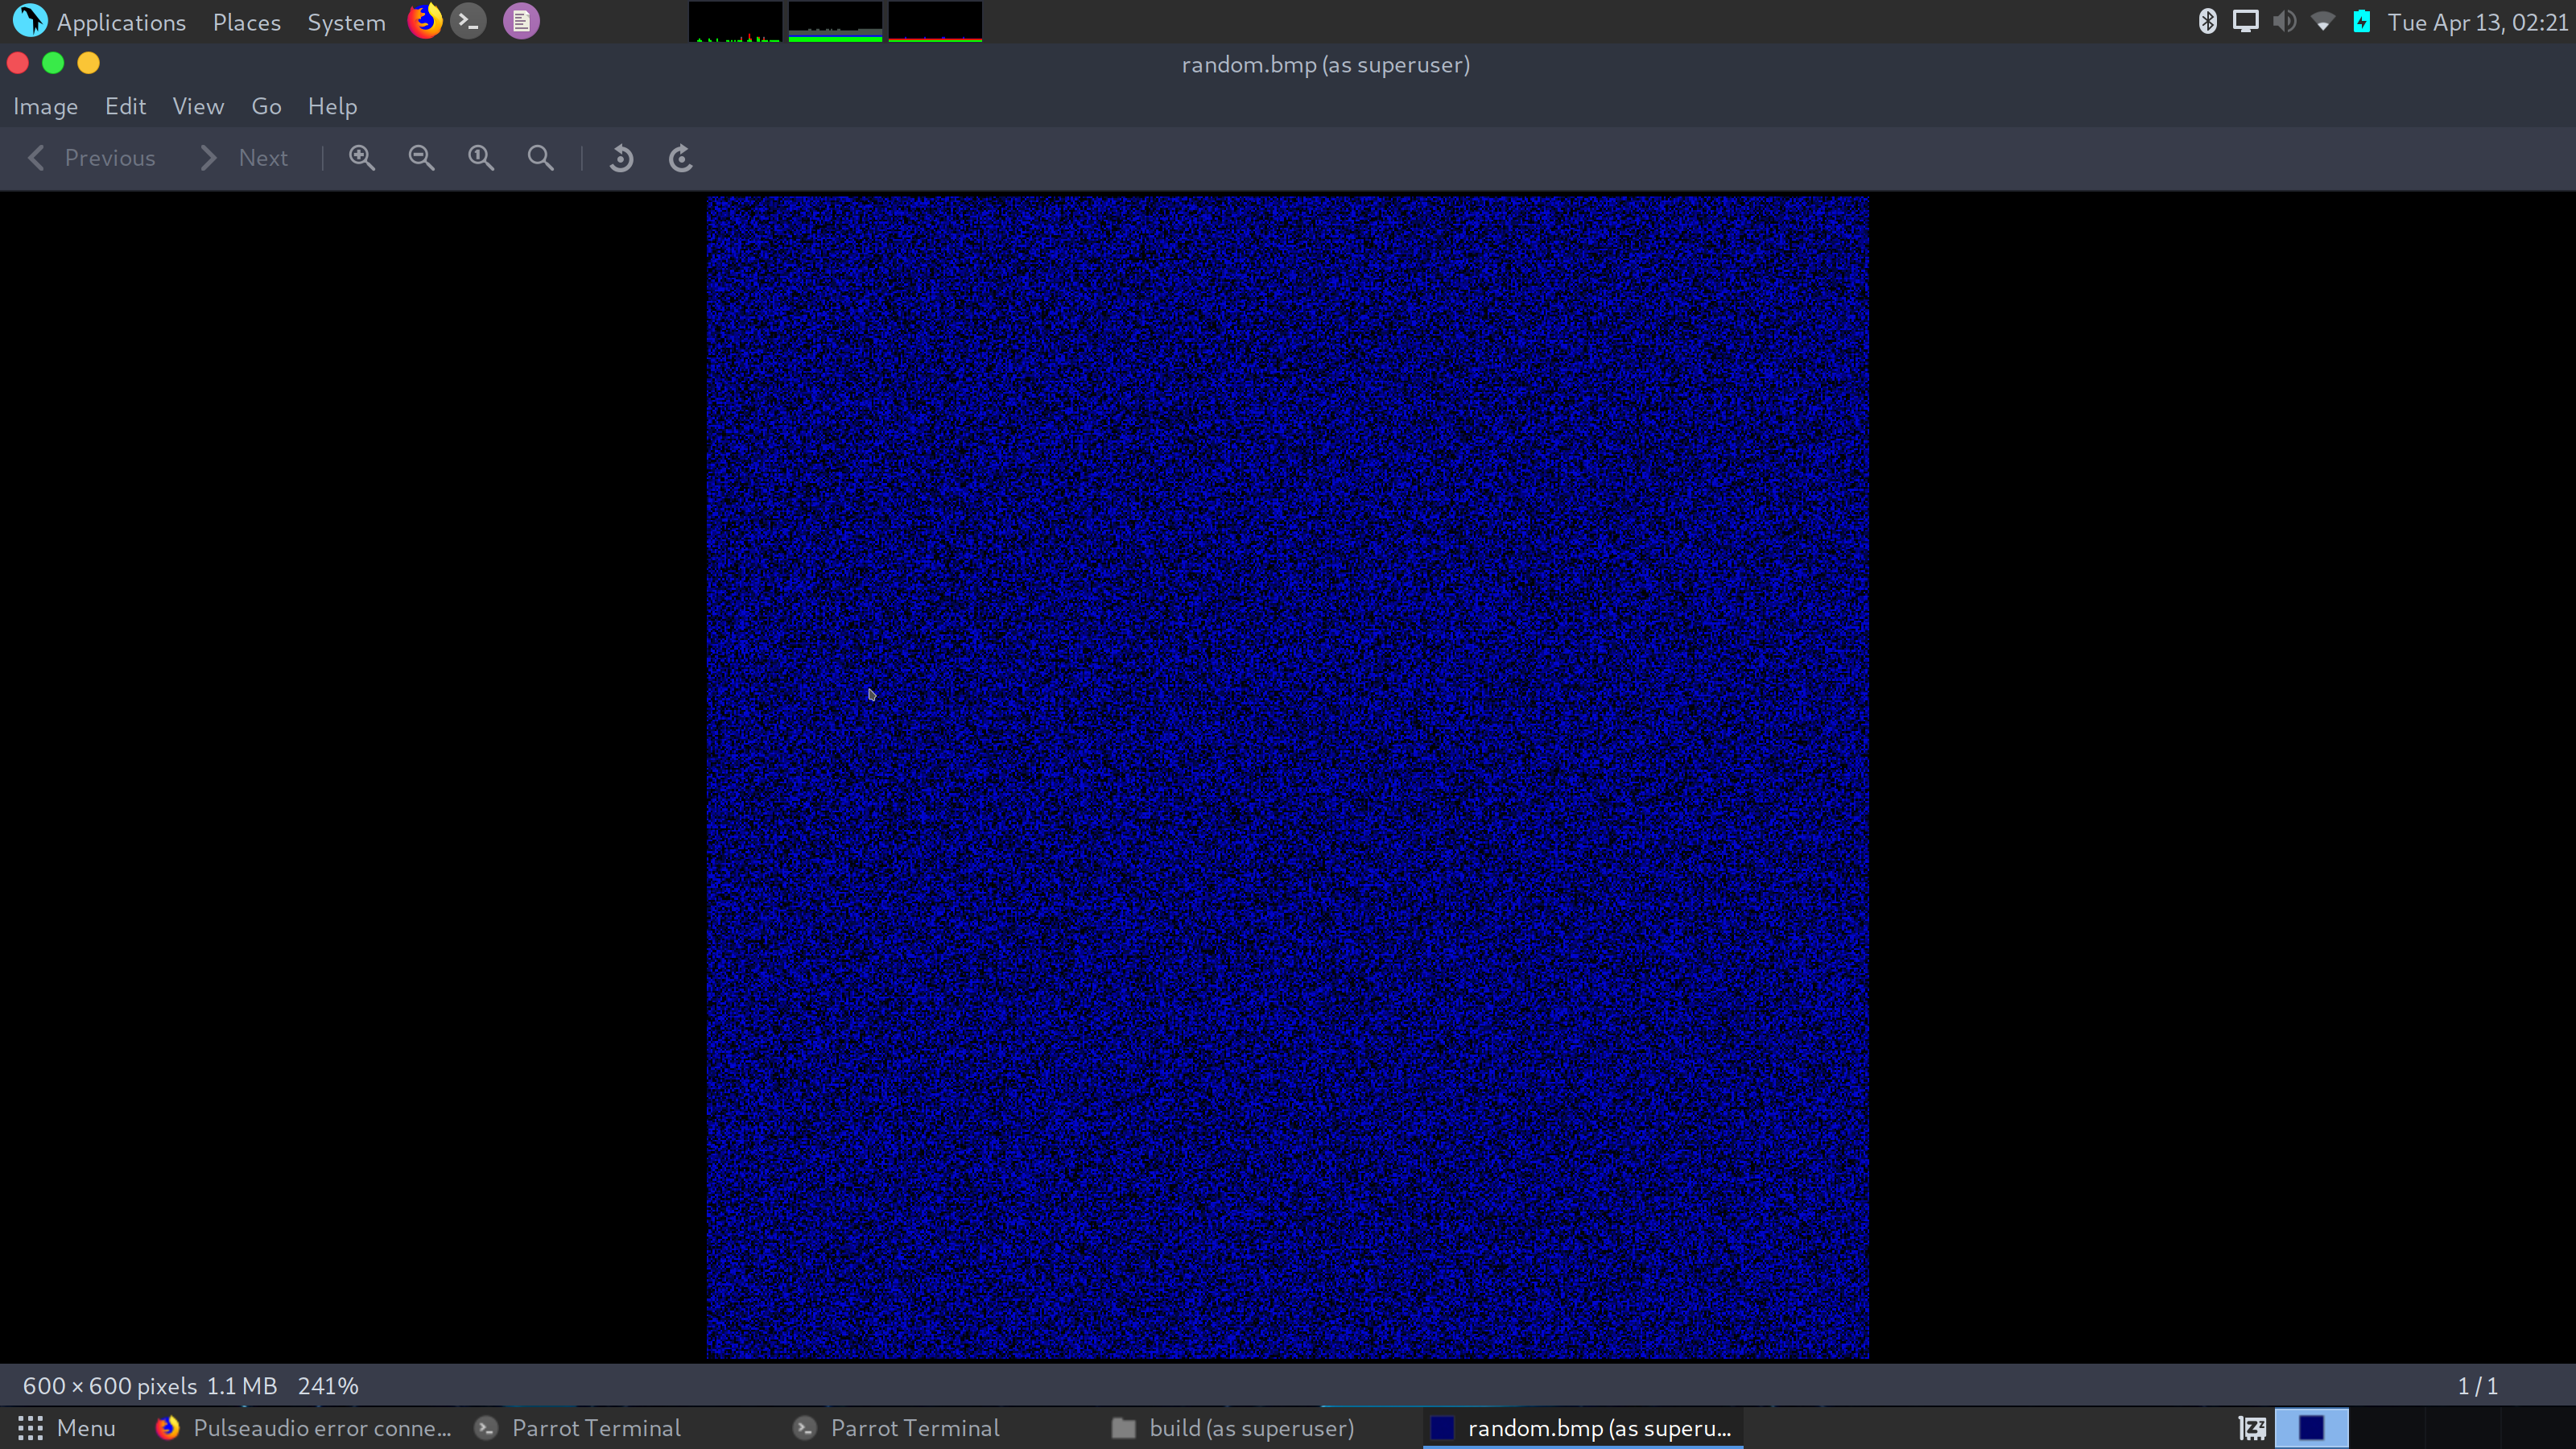 Applications Places System Tue Apr 13, 02:21
random.bmp (as superuser)
Image Edit View Go Help
Previous Next
600 × 600 pixels 1.1 MB 241% 1 / 1
Menu Pulseaudio error conne... Parrot Terminal Parrot Terminal build (as superuser) random.bmp (as superu...